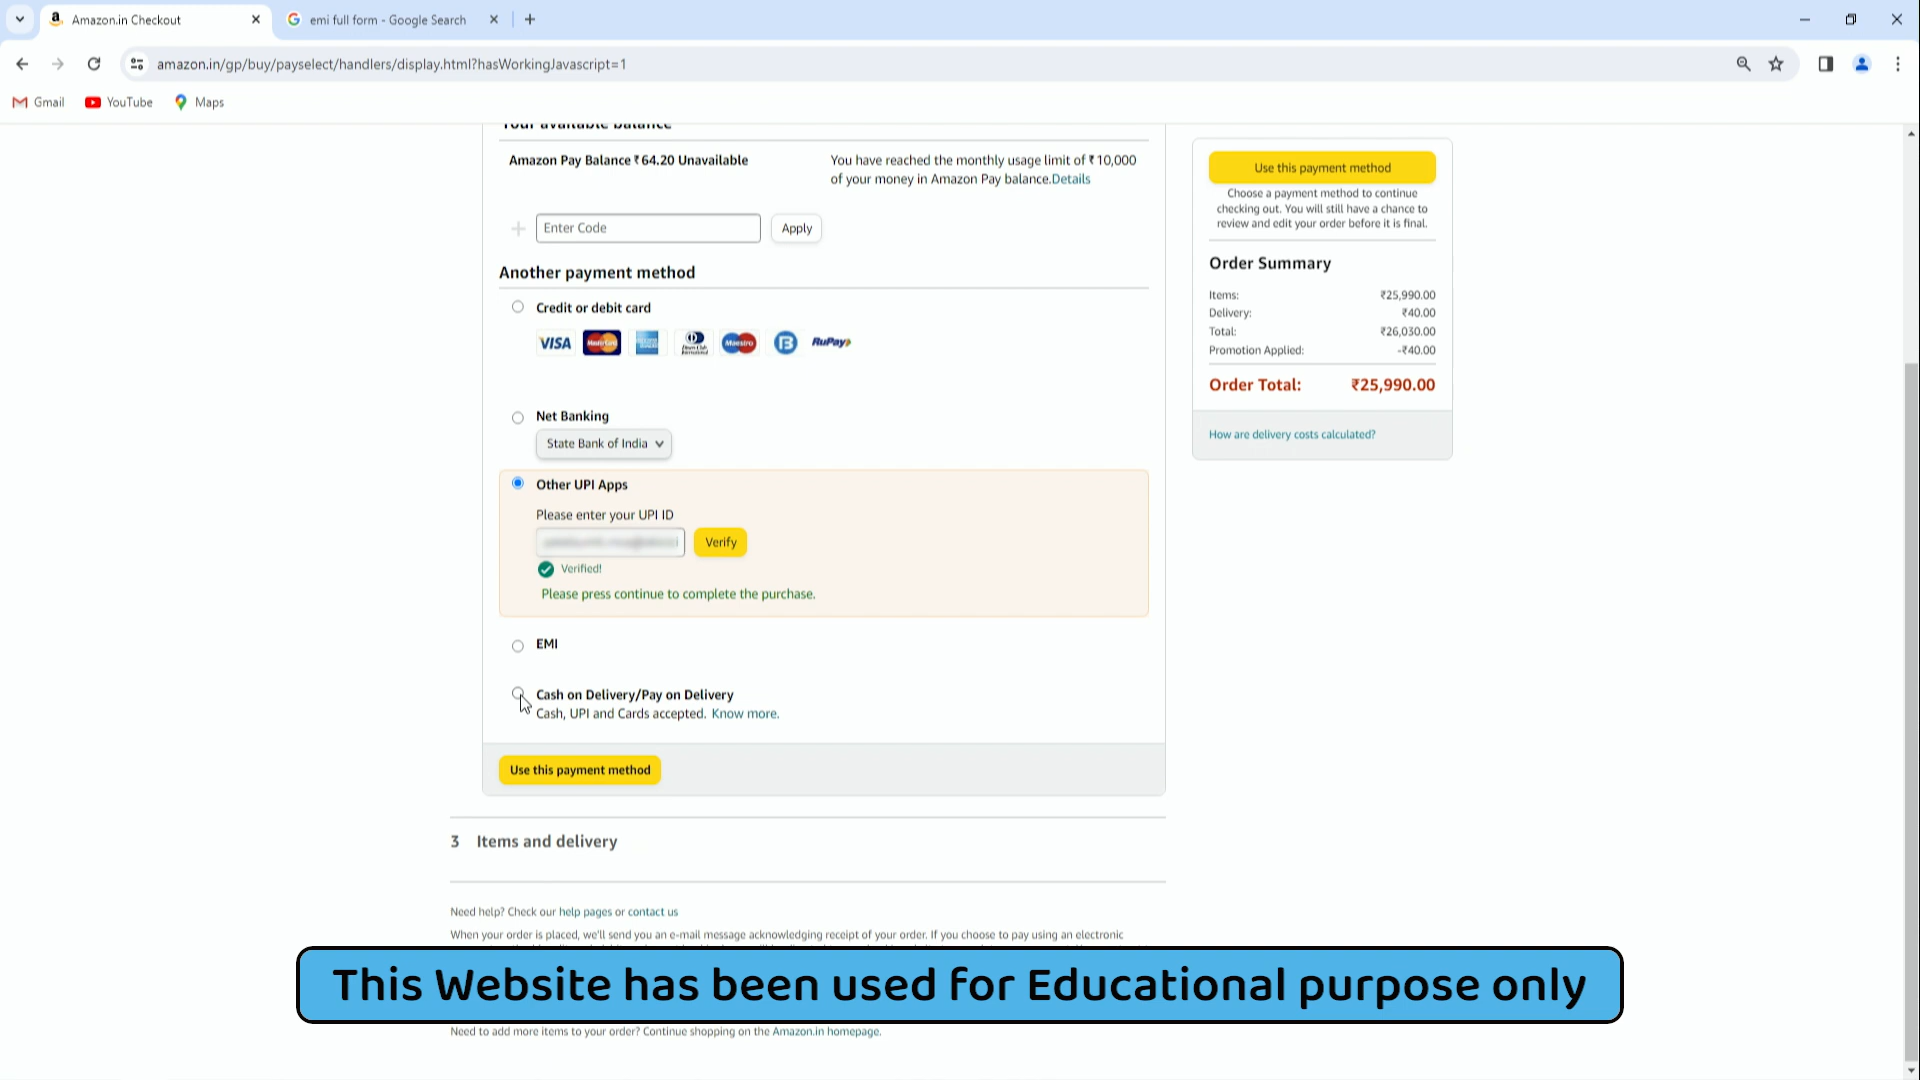 Amazon.in Checkout
emi full form - Google Search
amazon.in/gp/buy/payselect/handlers/display.html?hasWorkingJavascript=1
Gmail
YouTube
Maps
Your available balance
Amazon Pay Balance ₹64.20 Unavailable
You have reached the monthly usage limit of ₹10,000
of your money in Amazon Pay balance.Details
Enter Code
Apply
Another payment method
Credit or debit card
VISA MasterCard Maestro B RuPay
Net Banking
State Bank of India
Other UPI Apps
Please enter your UPI ID
Verify
Verified!
Please press continue to complete the purchase.
EMI
Cash on Delivery/Pay on Delivery
Cash, UPI and Cards accepted. Know more.
Use this payment method
Use this payment method
Choose a payment method to continue
checking out. You will still have a chance to
review and edit your order before it is final.
Order Summary
Items: ₹25,990.00
Delivery: ₹40.00
Total: ₹26,030.00
Promotion Applied: -₹40.00
Order Total: ₹25,990.00
How are delivery costs calculated?
3 Items and delivery
Need help? Check our help pages or contact us
When your order is placed, we'll send you an e-mail message acknowledging receipt of your order. If you choose to pay using an electronic
This Website has been used for Educational purpose only
Need to add more items to your order? Continue shopping on the Amazon.in homepage.